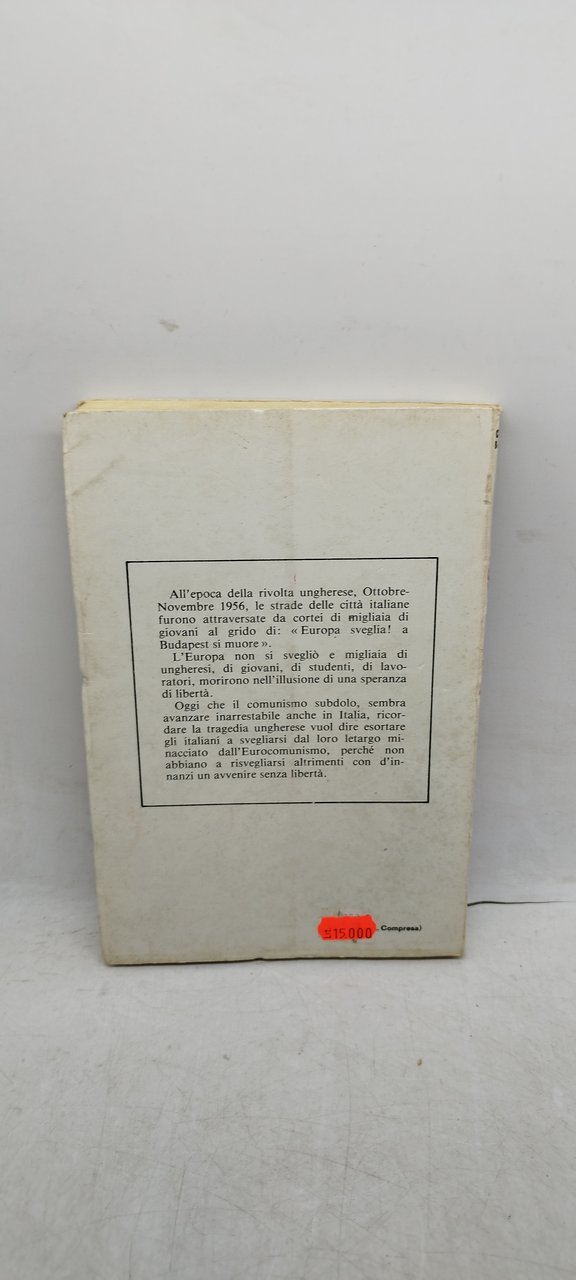 All'epoca della rivolta ungherese, Ottobre-
Novembre 1956, le strade delle città italiane
furono attraversate da cortei di migliaia di
giovani al grido di: « Europa sveglia! a
Budapest si muore ».
L'Europa non si svegliò e migliaia di
ungheresi, di giovani, di studenti, di lavo-
ratori, morirono nell'illusione di una speranza
di libertà.
Oggi che il comunismo subdolo, sembra
avanzare inarrestabile anche in Italia, ricor-
dare la tragedia ungherese vuol dire esortare
gli italiani a svegliarsi dal loro letargo mi-
nacciato dall'Eurocomunismo, perché non
abbiano a risvegliarsi altrimenti con d'in-
nanzi un avvenire senza libertà.
15.000 Compresa)